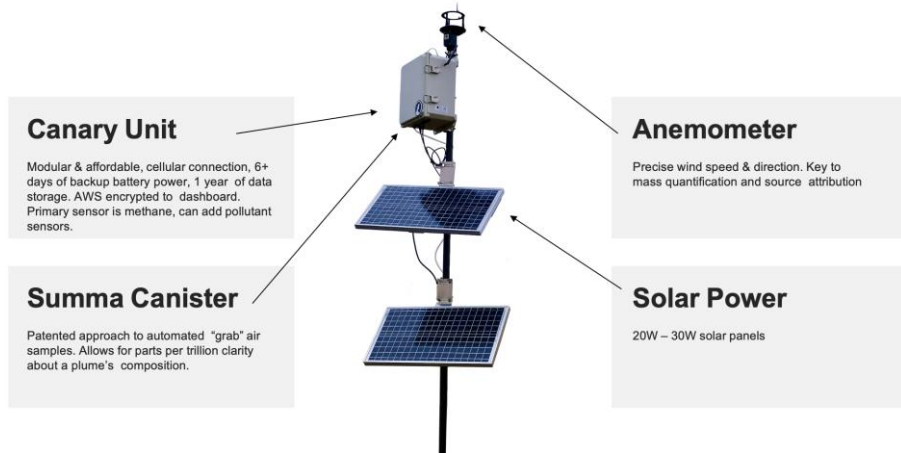 Canary Unit
Modular & affordable, cellular connection, 6+
days of backup battery power, 1 year of data
storage. AWS encrypted to dashboard.
Primary sensor is methane, can add pollutant
sensors.
Summa Canister
Patented approach to automated "grab" air
samples. Allows for parts per trillion clarity
about a plume's composition.
Anemometer
Precise wind speed & direction. Key to
mass quantification and source attribution
Solar Power
20W – 30W solar panels